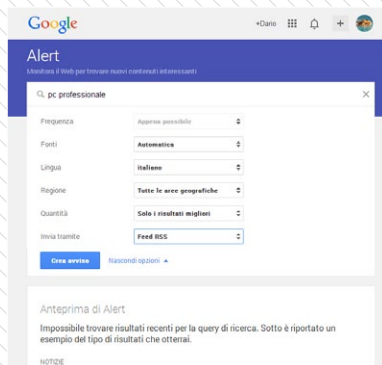 Google
+Dario
Alert
Monitora il Web per trovare nuovi contenuti interessanti
pc professionale
Frequenza Appena possibile
Fonti Automatica
Lingua italiano
Regione Tutte le aree geografiche
Quantità Solo i risultati migliori
Invia tramite Feed RSS
Crea avviso Nascondi opzioni
Anteprima di Alert
Impossibile trovare risultati recenti per la query di ricerca. Sotto è riportato un
esempio del tipo di risultati che otterrai.
NOTIZIE